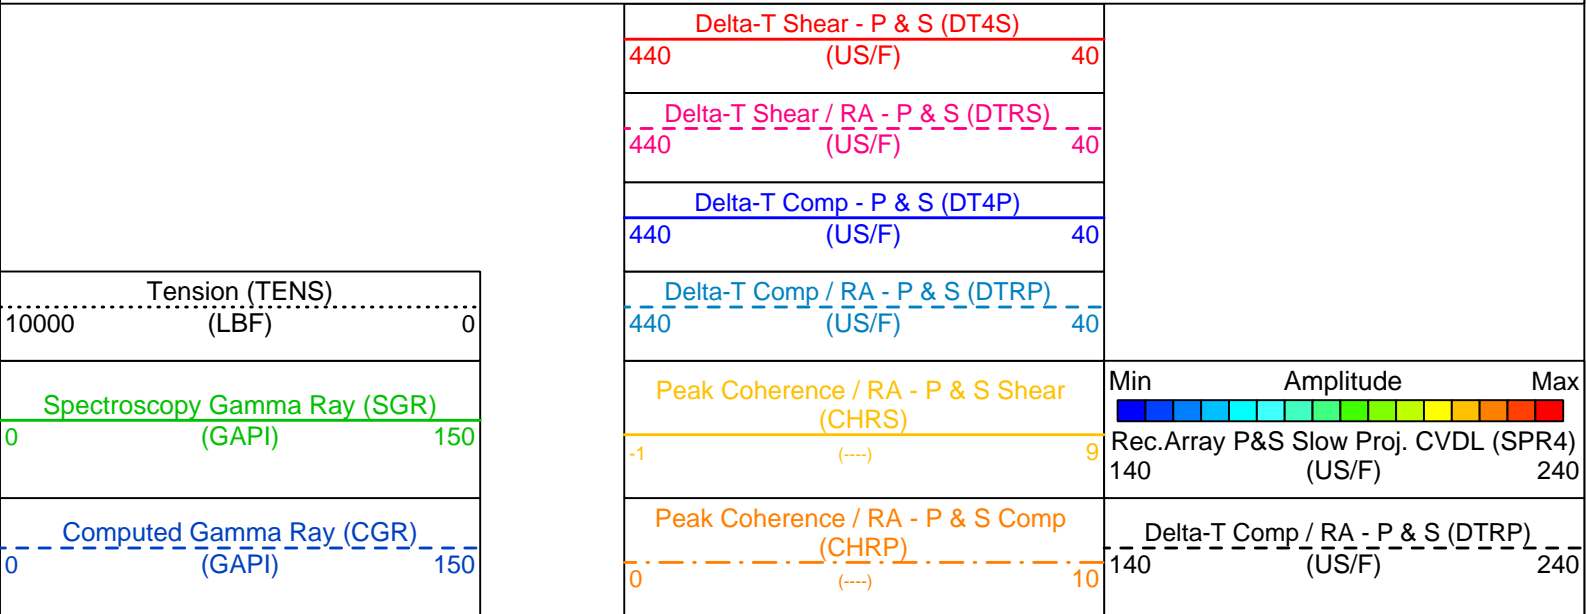 Delta-T Shear - P & S (DT4S)
440 (US/F) 40
Delta-T Shear / RA - P & S (DTRS)
440 (US/F) 40
Delta-T Comp - P & S (DT4P)
440 (US/F) 40
Tension (TENS)
10000 (LBF) 0
Delta-T Comp / RA - P & S (DTRP)
440 (US/F) 40
Spectroscopy Gamma Ray (SGR)
0 (GAPI) 150
Peak Coherence / RA - P & S Shear
(CHRS)
-1 (----) 9
Min Amplitude Max
Rec.Array P&S Slow Proj. CVDL (SPR4)
140 (US/F) 240
Computed Gamma Ray (CGR)
0 (GAPI) 150
Peak Coherence / RA - P & S Comp
(CHRP)
0 (----) 10
Delta-T Comp / RA - P & S (DTRP)
140 (US/F) 240